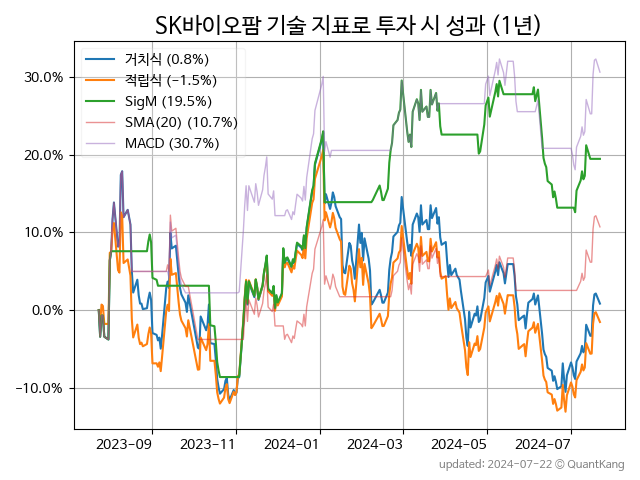 SK바이오팜 기술 지표로 투자 시 성과 (1년)
거치식 (0.8%)
적립식 (−1.5%)
SigM (19.5%)
SMA(20) (10.7%)
MACD (30.7%)
30.0%
20.0%
10.0%
0.0%
−10.0%
2023−09 2023−11 2024−01 2024−03 2024−05 2024−07
updated: 2024-07-22 © QuantKang